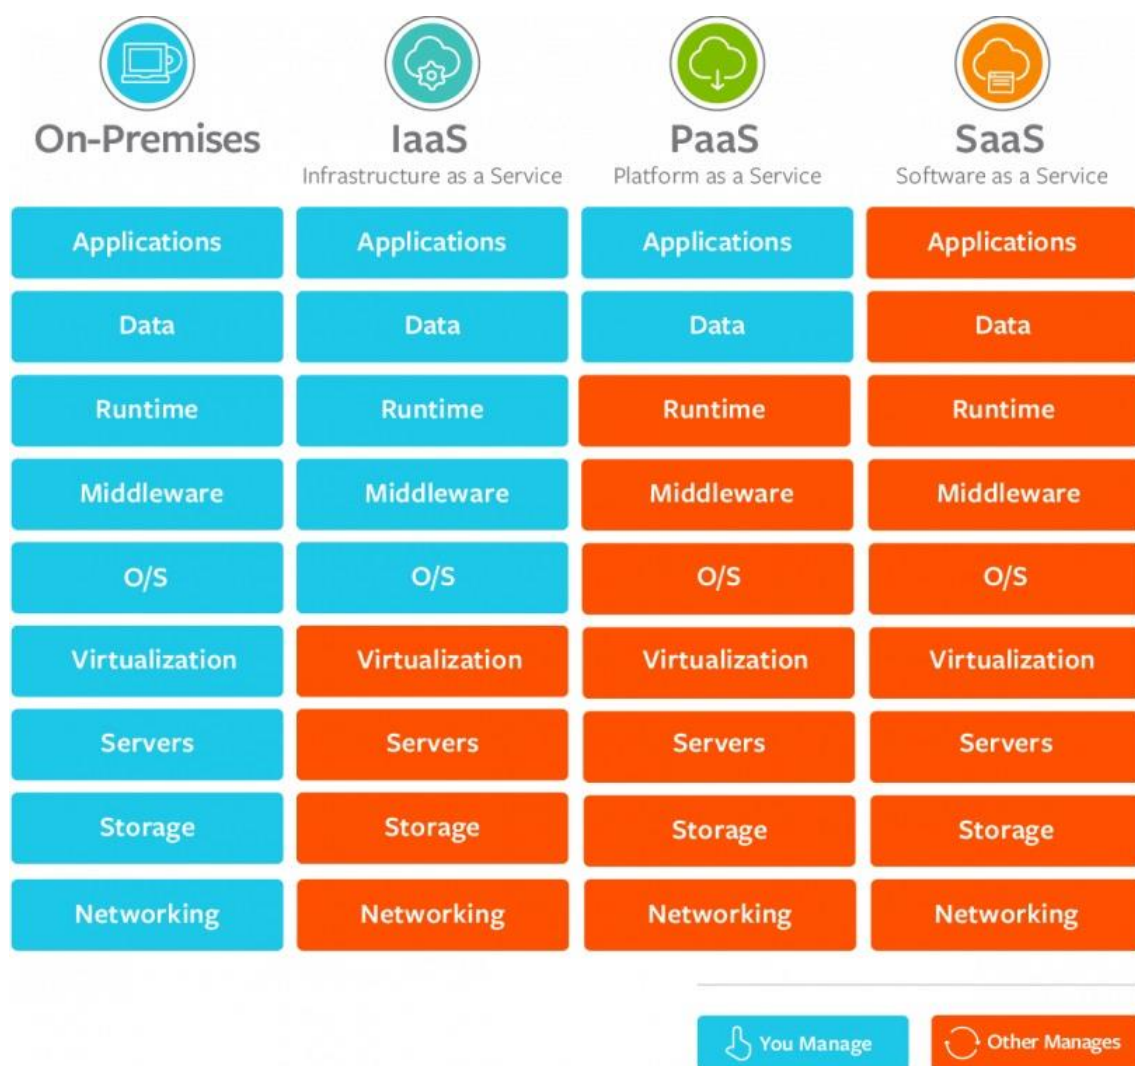 On-Premises IaaS PaaS SaaS
Infrastructure as a Service Platform as a Service Software as a Service
Applications Applications Applications Applications
Data Data Data Data
Runtime Runtime Runtime Runtime
Middleware Middleware Middleware Middleware
O/S O/S O/S O/S
Virtualization Virtualization Virtualization Virtualization
Servers Servers Servers Servers
Storage Storage Storage Storage
Networking Networking Networking Networking
You Manage Other Manages